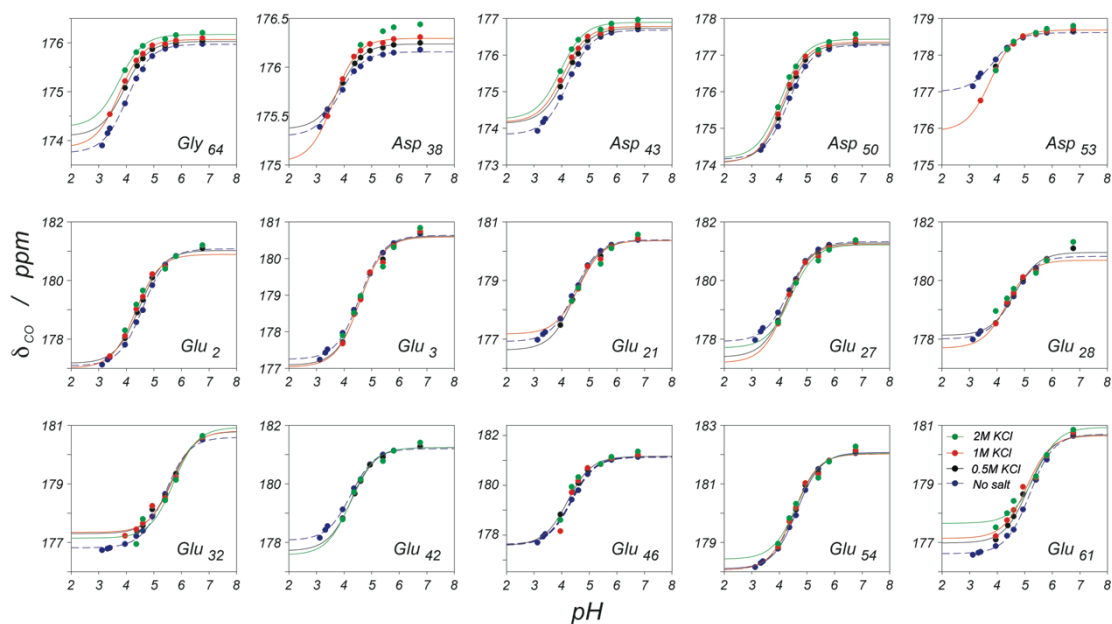 176
175
174
Gly 64
2 3 4 5 6 7 8
176.5
176
175.5
175
Asp 38
2 3 4 5 6 7 8
177
176
175
174
173
Asp 43
2 3 4 5 6 7 8
178
177
176
175
174
Asp 50
2 3 4 5 6 7 8
179
178
177
176
175
Asp 53
2 3 4 5 6 7 8
δCO / ppm
182
180
178
Glu 2
2 3 4 5 6 7 8
181
180
179
178
177
Glu 3
2 3 4 5 6 7 8
181
179
177
Glu 21
2 3 4 5 6 7 8
182
180
178
Glu 27
2 3 4 5 6 7 8
182
180
178
Glu 28
2 3 4 5 6 7 8
181
179
177
Glu 32
2 3 4 5 6 7 8
182
180
178
Glu 42
2 3 4 5 6 7 8
182
180
178
Glu 46
2 3 4 5 6 7 8
183
181
179
Glu 54
2 3 4 5 6 7 8
181
179
177
2M KCl
1M KCl
0.5M KCl
No salt
Glu 61
2 3 4 5 6 7 8
pH